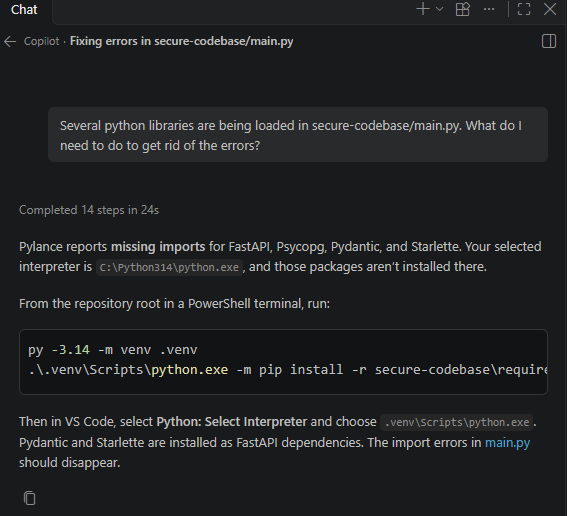 Chat
Copilot · Fixing errors in secure-codebase/main.py
Several python libraries are being loaded in secure-codebase/main.py. What do I
need to do to get rid of the errors?
Completed 14 steps in 24s
Pylance reports missing imports for FastAPI, Psycopg, Pydantic, and Starlette. Your selected
interpreter is C:\Python314\python.exe, and those packages aren't installed there.
From the repository root in a PowerShell terminal, run:
py -3.14 -m venv .venv
.\.venv\Scripts\python.exe -m pip install -r secure-codebase\require
Then in VS Code, select Python: Select Interpreter and choose .venv\Scripts\python.exe.
Pydantic and Starlette are installed as FastAPI dependencies. The import errors in main.py
should disappear.